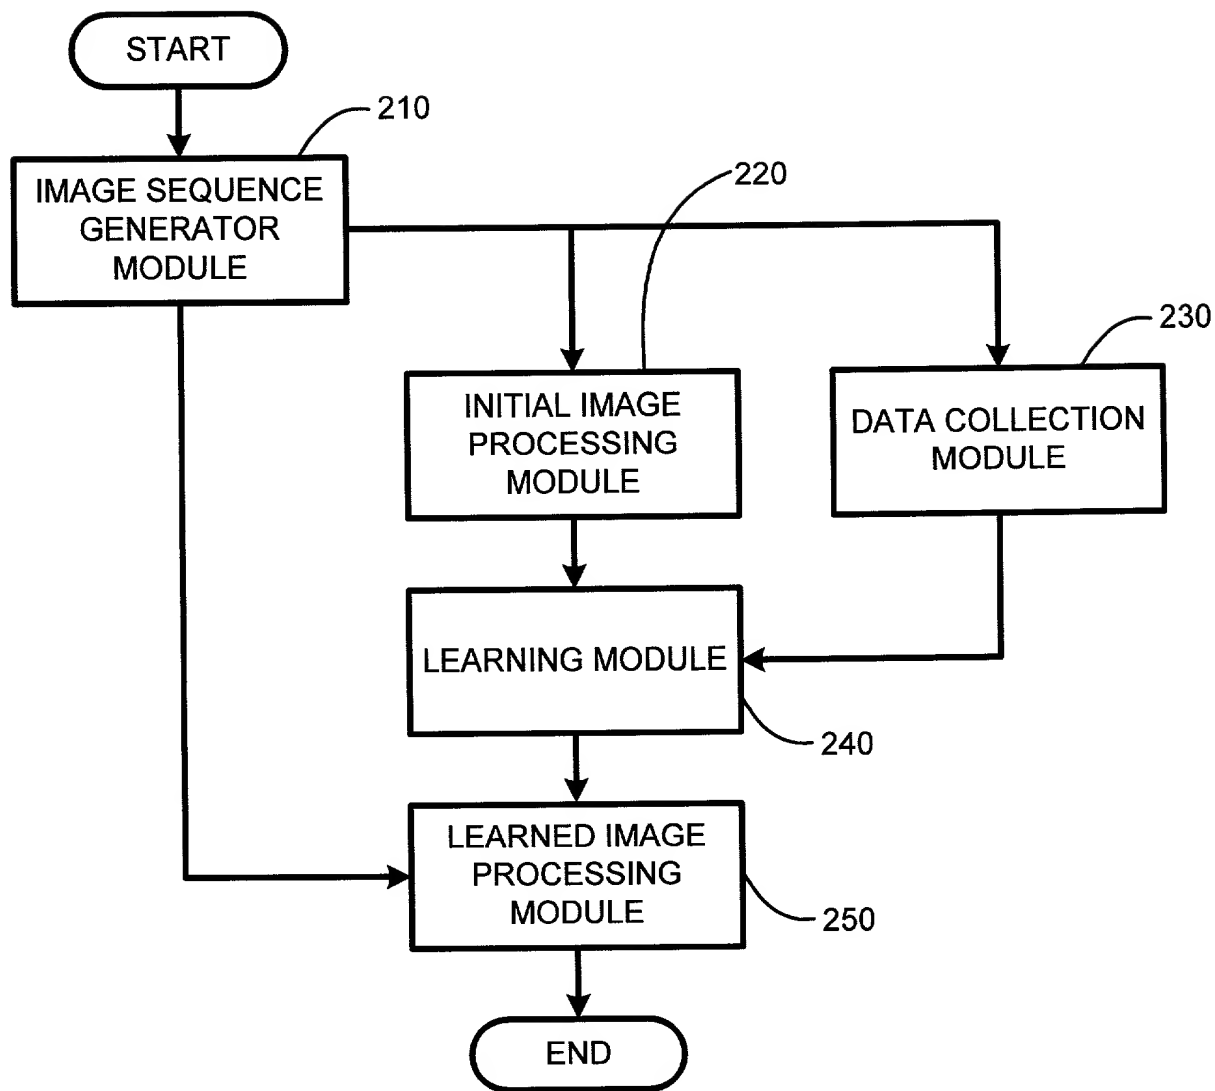 START
210
IMAGE SEQUENCE
GENERATOR
MODULE
220
230
INITIAL IMAGE
PROCESSING
MODULE
DATA COLLECTION
MODULE
LEARNING MODULE
240
LEARNED IMAGE
PROCESSING
MODULE
250
END